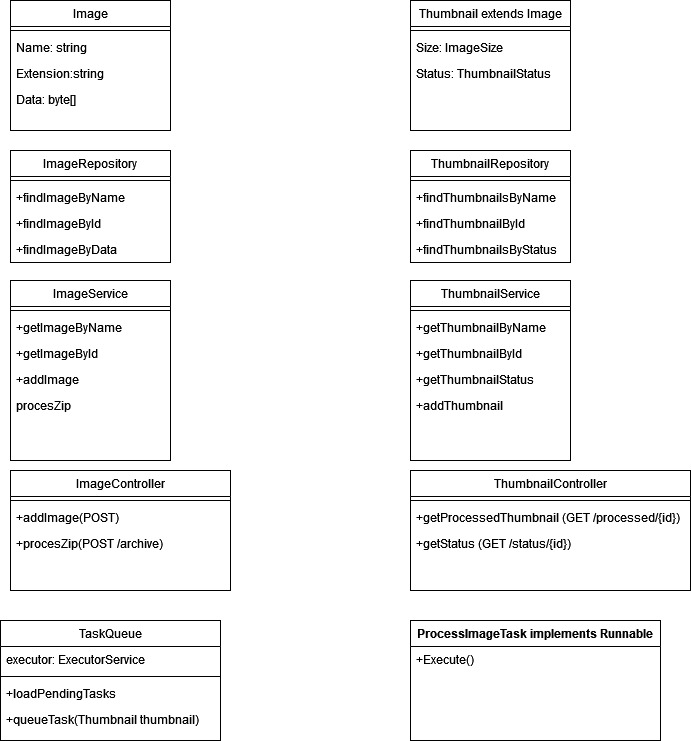 Image
Name: string
Extension:string
Data: byte[]
Thumbnail extends Image
Size: ImageSize
Status: ThumbnailStatus
ImageRepository
+findImageByName
+findImageById
+findImageByData
ThumbnailRepository
+findThumbnailsByName
+findThumbnailById
+findThumbnailsByStatus
ImageService
+getImageByName
+getImageById
+addImage
procesZip
ThumbnailService
+getThumbnailByName
+getThumbnailById
+getThumbnailStatus
+addThumbnail
ImageController
+addImage(POST)
+procesZip(POST /archive)
ThumbnailController
+getProcessedThumbnail (GET /processed/{id})
+getStatus (GET /status/{id})
TaskQueue
executor: ExecutorService
+loadPendingTasks
+queueTask(Thumbnail thumbnail)
ProcessImageTask implements Runnable
+Execute()